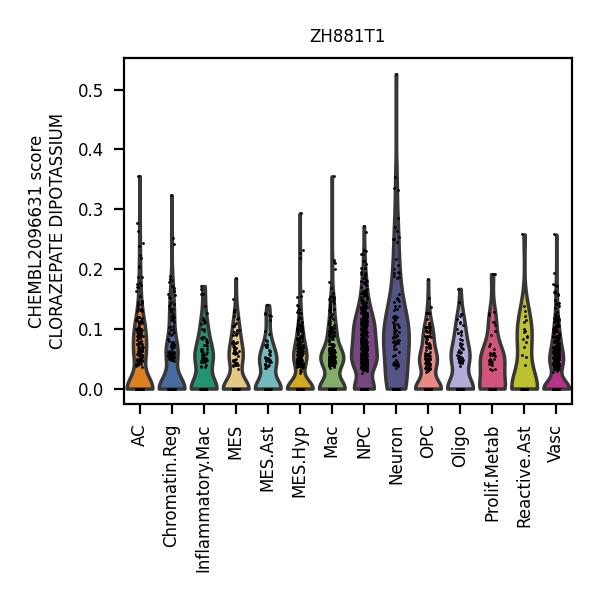 ZH881T1
CHEMBL2096631 score
CLORAZEPATE DIPOTASSIUM
0.5
0.4
0.3
0.2
0.1
0.0
AC
Chromatin.Reg
Inflammatory.Mac
MES
MES.Ast
MES.Hyp
Mac
NPC
Neuron
OPC
Oligo
Prolif.Metab
Reactive.Ast
Vasc